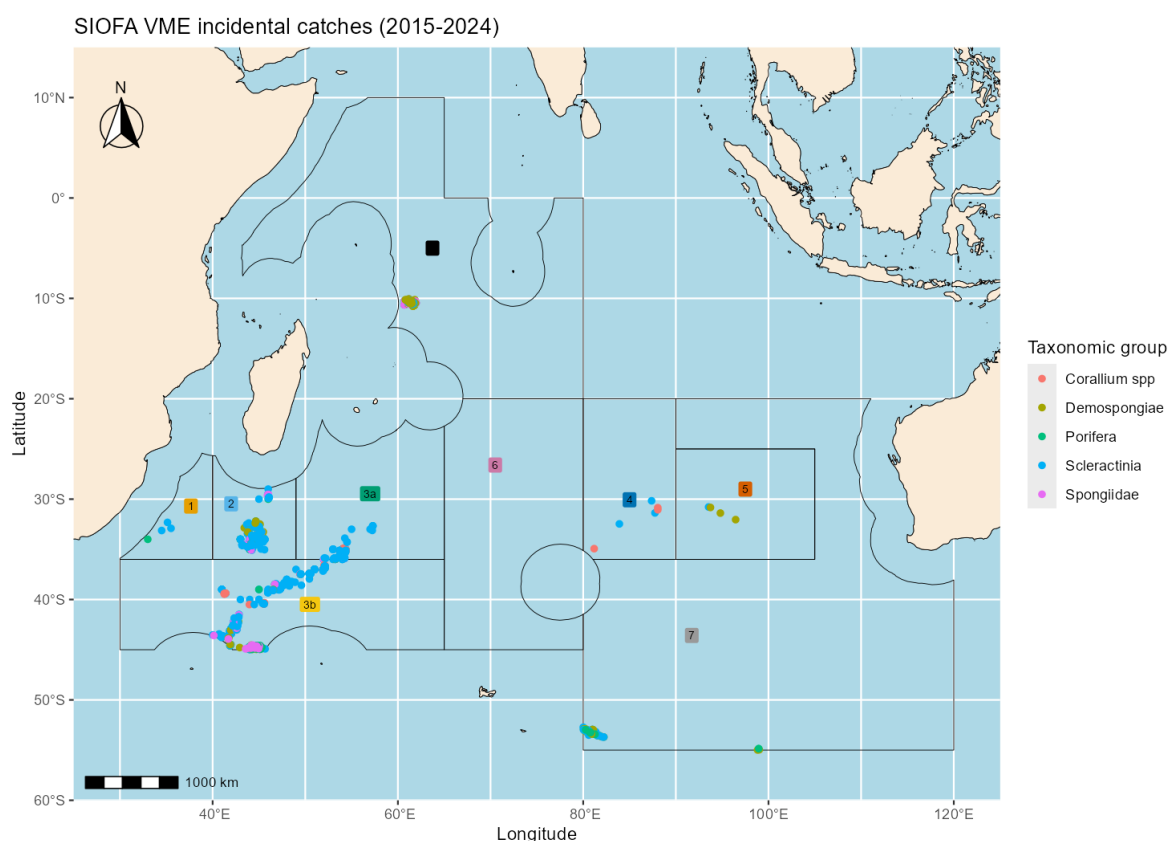 SIOFA VME incidental catches (2015-2024)
N
10°N
0°
10°S
20°S
30°S
40°S
50°S
60°S
Latitude
6
1
2
3a
4
5
3b
7
1000 km
40°E
60°E
80°E
100°E
120°E
Longitude
Taxonomic group
Corallium spp
Demospongiae
Porifera
Scleractinia
Spongiidae